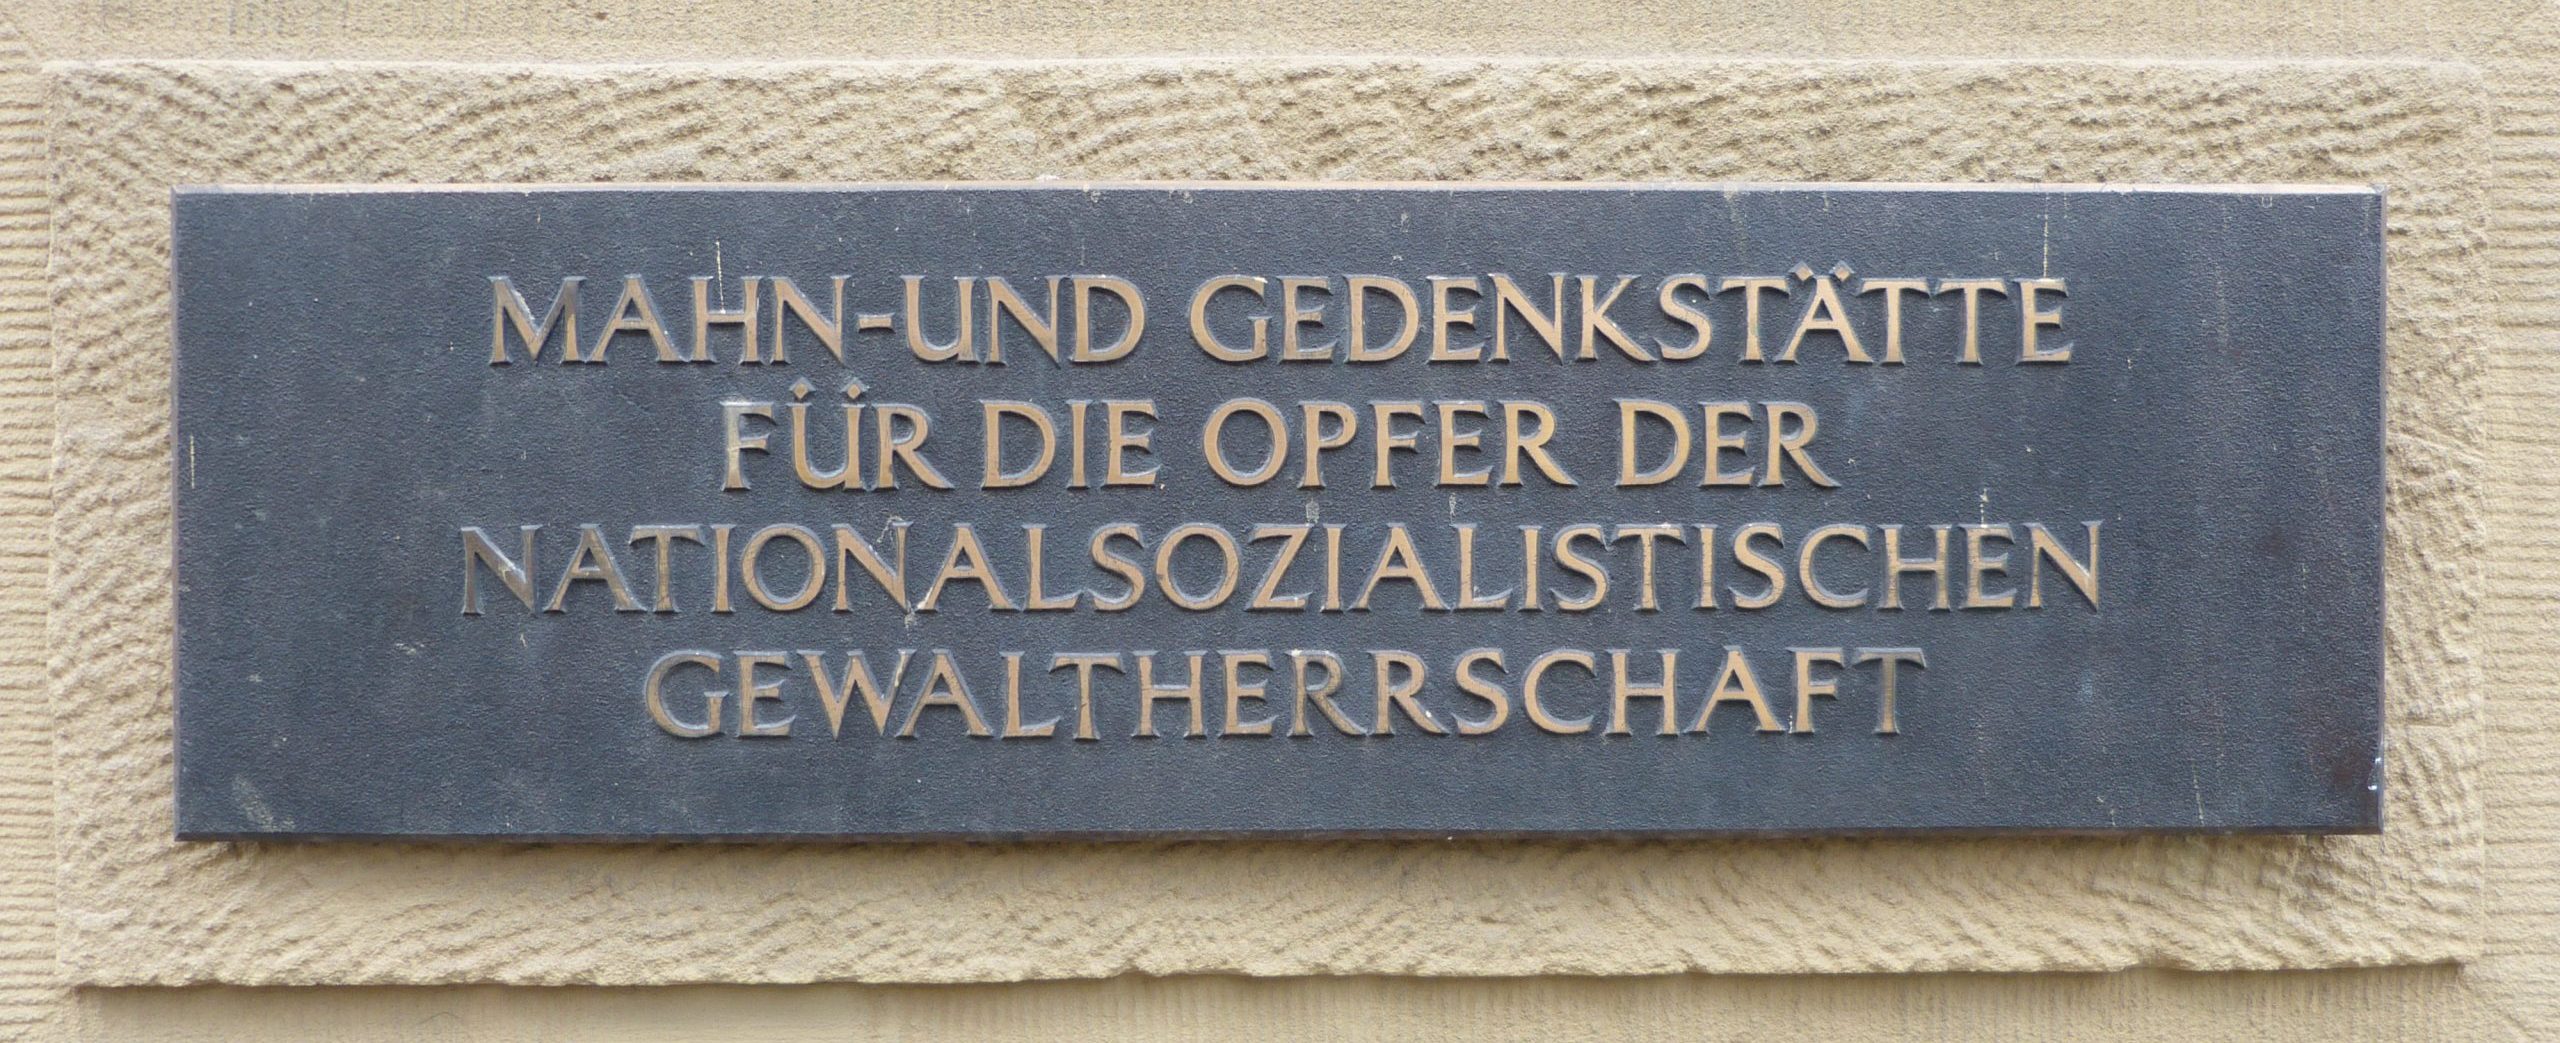 MAHN-UND GEDENKSTÄTTE
FÜR DIE OPFER DER
NATIONALSOZIALISTISCHEN
GEWALTHERRSCHAFT